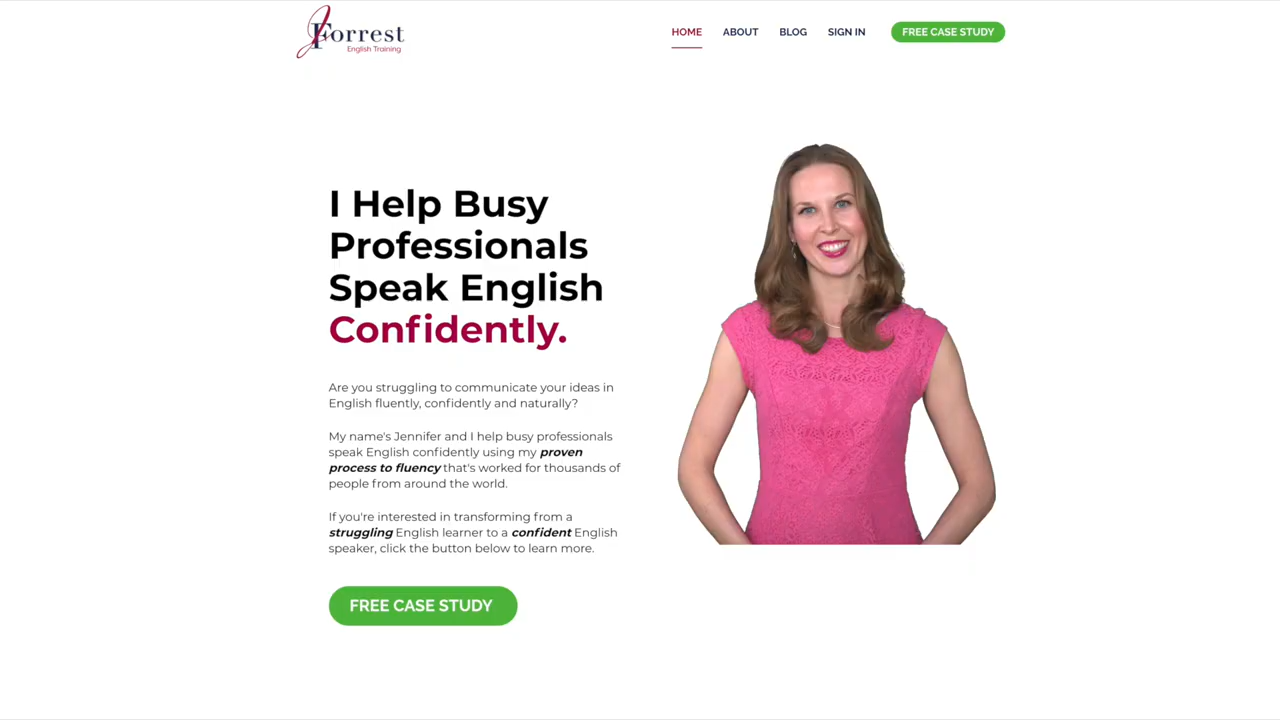 JForrest
English Training
HOME ABOUT BLOG SIGN IN FREE CASE STUDY
I Help Busy
Professionals
Speak English
Confidently.
Are you struggling to communicate your ideas in
English fluently, confidently and naturally?
My name's Jennifer and I help busy professionals
speak English confidently using my proven
process to fluency that's worked for thousands of
people from around the world.
If you're interested in transforming from a
struggling English learner to a confident English
speaker, click the button below to learn more.
FREE CASE STUDY